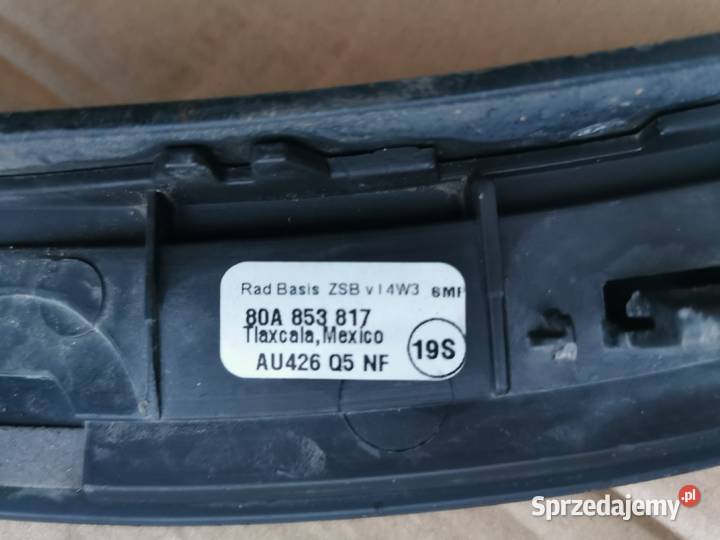 Rad Basis ZSB v l 4W3
80A 853 817
Tlaxcala, Mexico
19S
AU426 Q5 NF
Sprzedajemy.pl